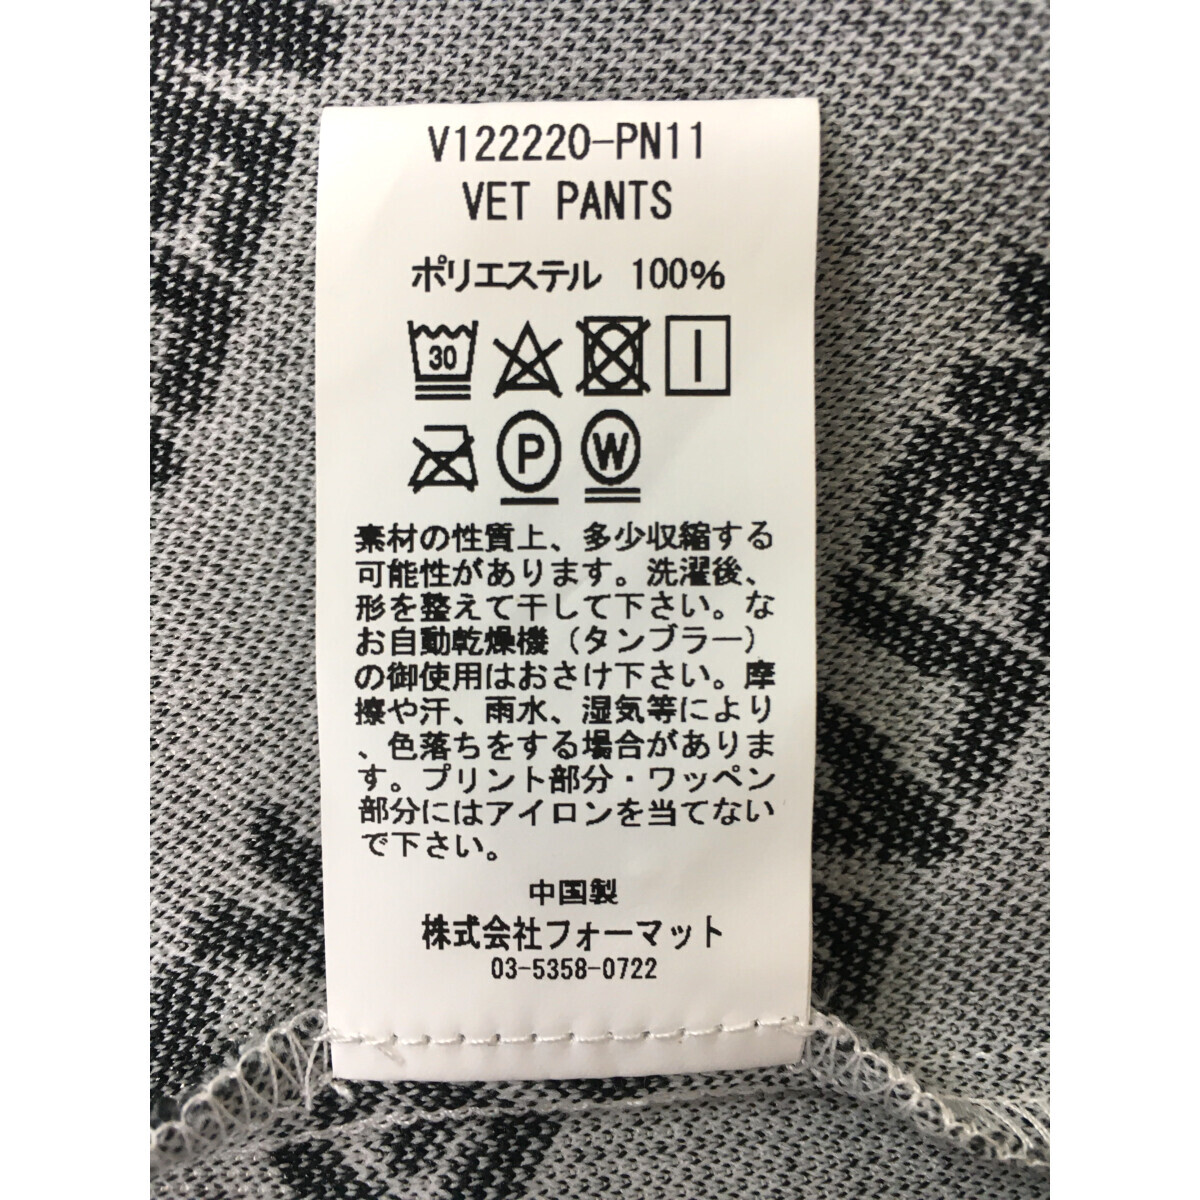 V122220-PN11
VET PANTS
ポリエステル 100%
30
P W
素材の性質上、多少収縮する
可能性があります。洗濯後、
形を整えて干して下さい。な
お自動乾燥機(タンブラー)
の御使用はおさけ下さい。摩
擦や汗、雨水、湿気等により
、色落ちをする場合がありま
す。プリント部分・ワッペン
部分にはアイロンを当てない
で下さい。
中国製
株式会社フォーマット
03-5358-0722